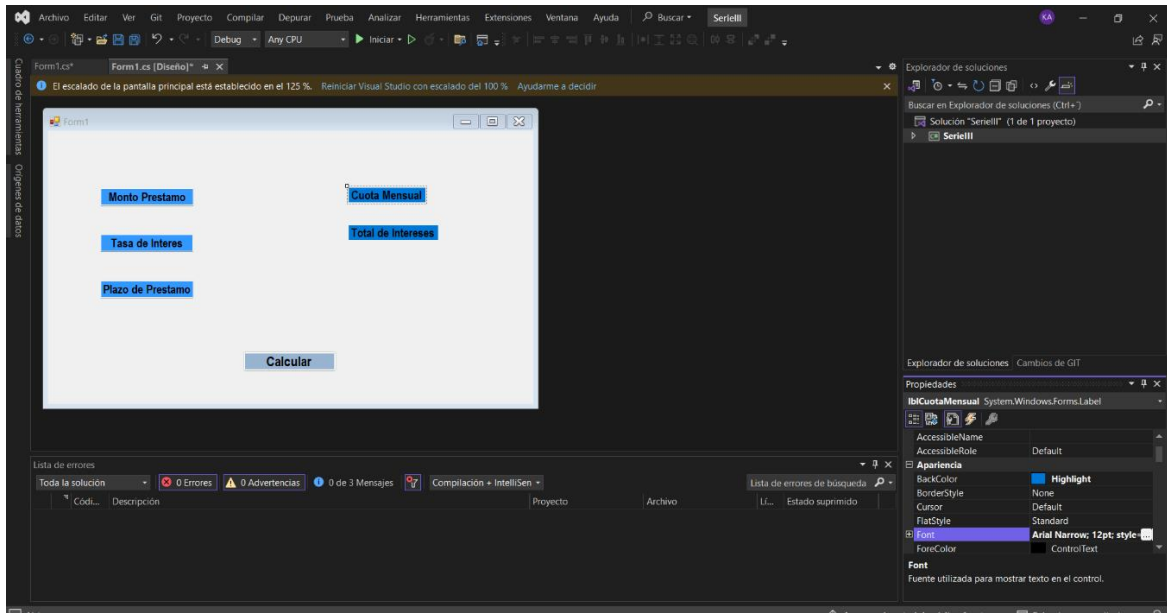 Archivo Editar Ver Git Proyecto Compilar Depurar Prueba Analizar Herramientas Extensiones Ventana Ayuda Buscar SerieIII KA
Debug Any CPU Iniciar
Form1.cs* Form1.cs [Diseño]*
El escalado de la pantalla principal está establecido en el 125 %. Reiniciar Visual Studio con escalado del 100 % Ayudarme a decidir
Cuadro de herramientas
Orígenes de datos
Form1
Monto Prestamo
Cuota Mensual
Total de Intereses
Tasa de Interes
Plazo de Prestamo
Calcular
Lista de errores
Toda la solución 0 Errores 0 Advertencias 0 de 3 Mensajes Compilación + IntelliSen Lista de errores de búsqueda
Códi... Descripción Proyecto Archivo Lí... Estado suprimido
Explorador de soluciones
Buscar en Explorador de soluciones (Ctrl+´)
Solución "SerieIII" (1 de 1 proyecto)
SerieIII
Explorador de soluciones Cambios de GIT
Propiedades
lblCuotaMensual System.Windows.Forms.Label
AccessibleName
AccessibleRole Default
Apariencia
BackColor Highlight
BorderStyle None
Cursor Default
FlatStyle Standard
Font Arial Narrow; 12pt; style=
ForeColor ControlText
Font
Fuente utilizada para mostrar texto en el control.